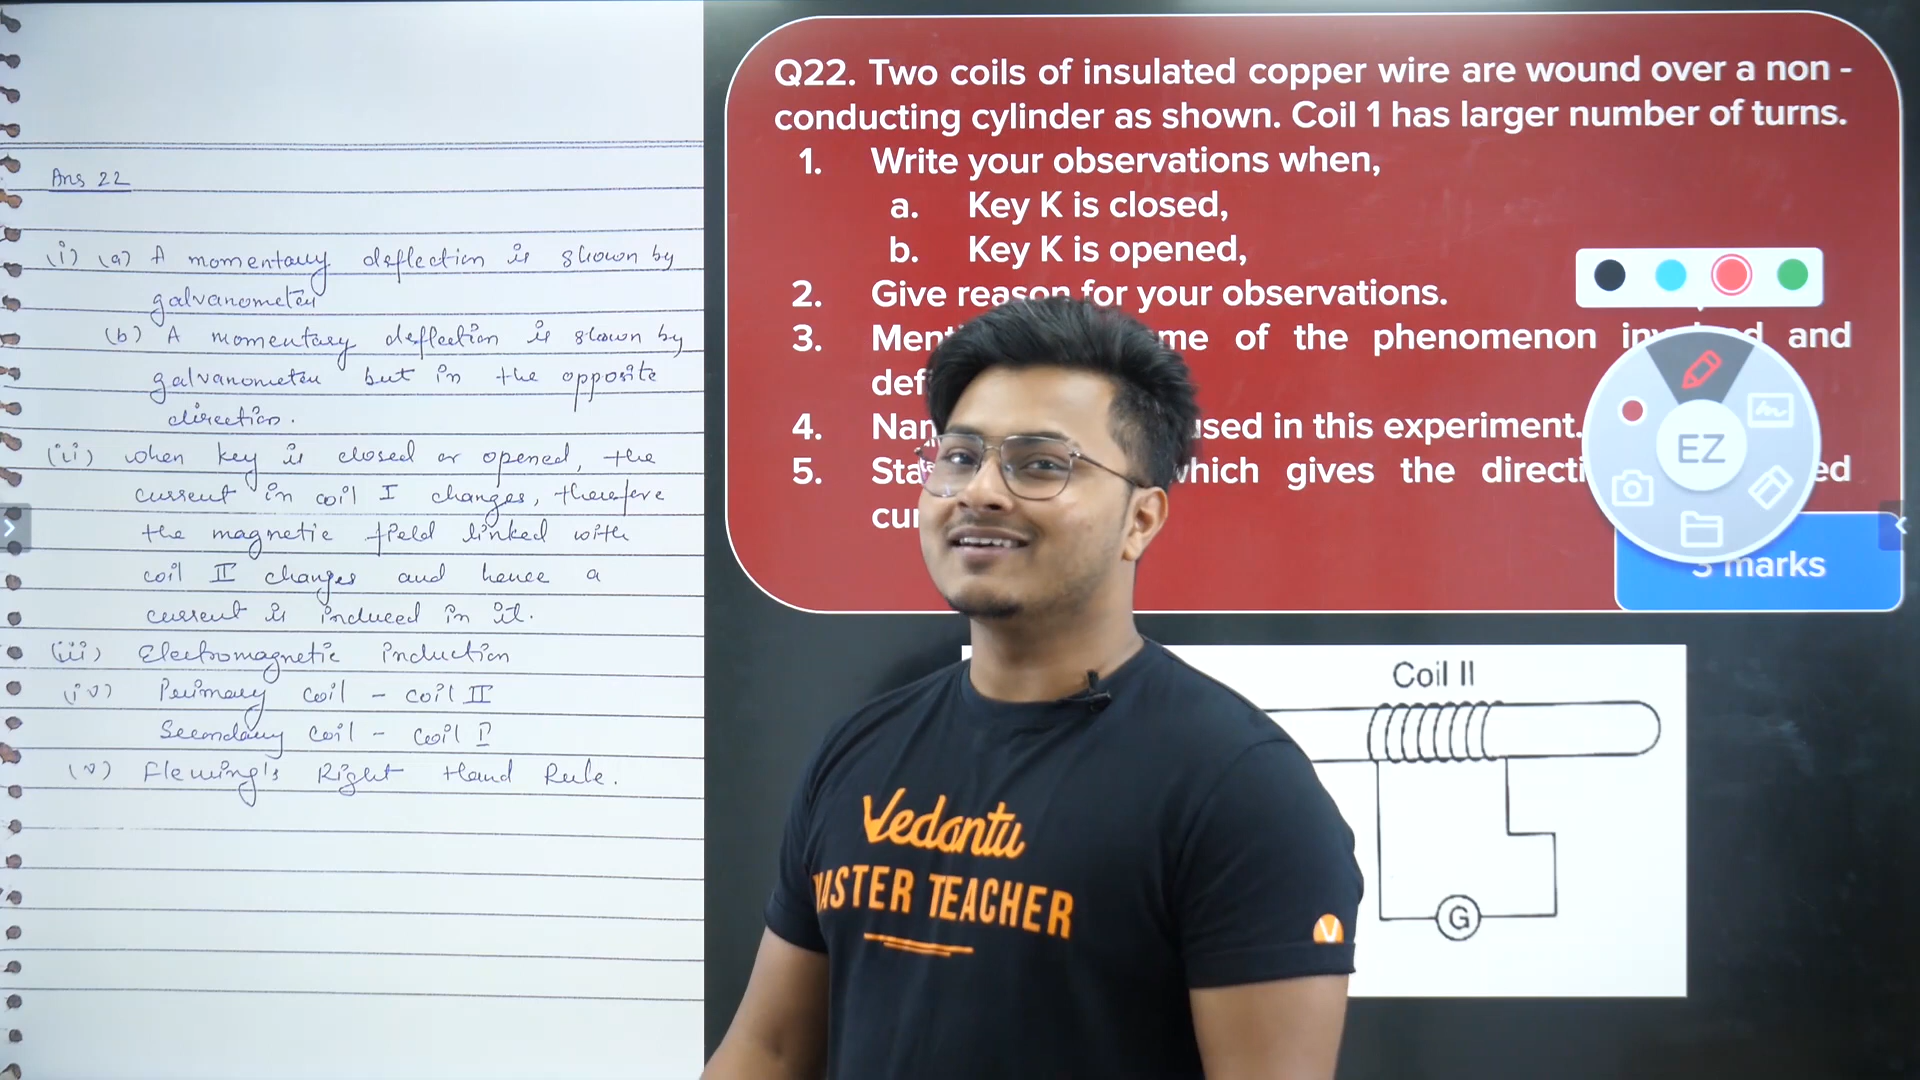 Ans 22
(i) (a) A momentary deflection is shown by
galvanometer
(b) A momentary deflection is shown by
galvanometer but in the opposite
direction.
(ii) when key is closed or opened, the
current in coil I changes, therefore
the magnetic field linked with
coil II changes and hence a
current is induced in it.
(iii) Electromagnetic induction
(iv) Primary coil - coil II
Secondary coil - coil I
(v) Fleming's Right Hand Rule.
Q22. Two coils of insulated copper wire are wound over a non -
conducting cylinder as shown. Coil 1 has larger number of turns.
1. Write your observations when,
a. Key K is closed,
b. Key K is opened,
2. Give reason for your observations.
3. me of the phenomenon and
4. used in this experiment.
5. which gives the
EZ
marks
Coil II
G
Vedantu
MASTER TEACHER
V